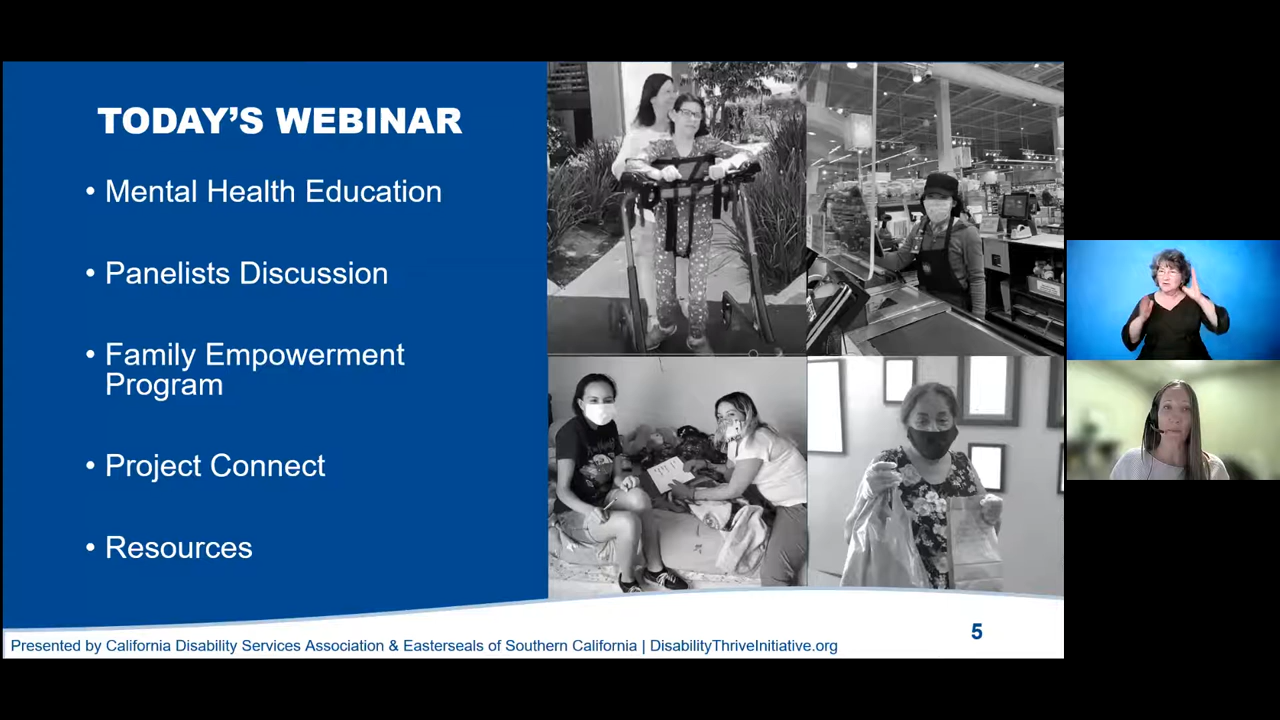 TODAY'S WEBINAR
• Mental Health Education
• Panelists Discussion
• Family Empowerment
Program
• Project Connect
• Resources
5
Presented by California Disability Services Association & Easterseals of Southern California | DisabilityThriveInitiative.org